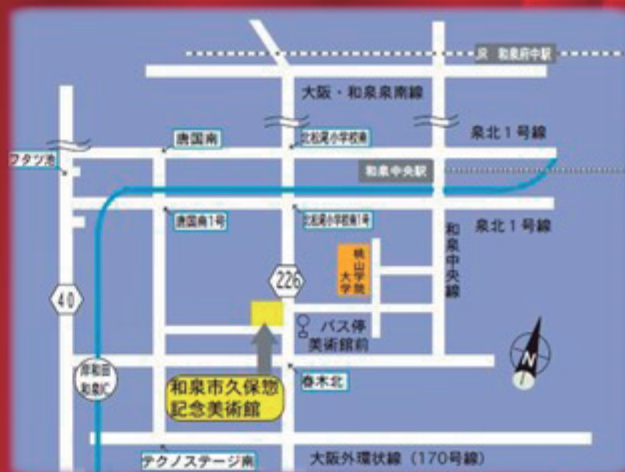 JR 和泉府中駅
大阪・和泉泉南線
唐国南
北松尾小学校南
泉北1号線
フタツ池
和泉中央駅
唐国南1号
北松尾小学校南1号
泉北1号線
和泉中央線
桃山学院
大学
226
40
バス停
美術館前
N
岸和田
和泉IC
和泉市久保惣
記念美術館
春木北
テクノステージ南
大阪外環状線(170号線)